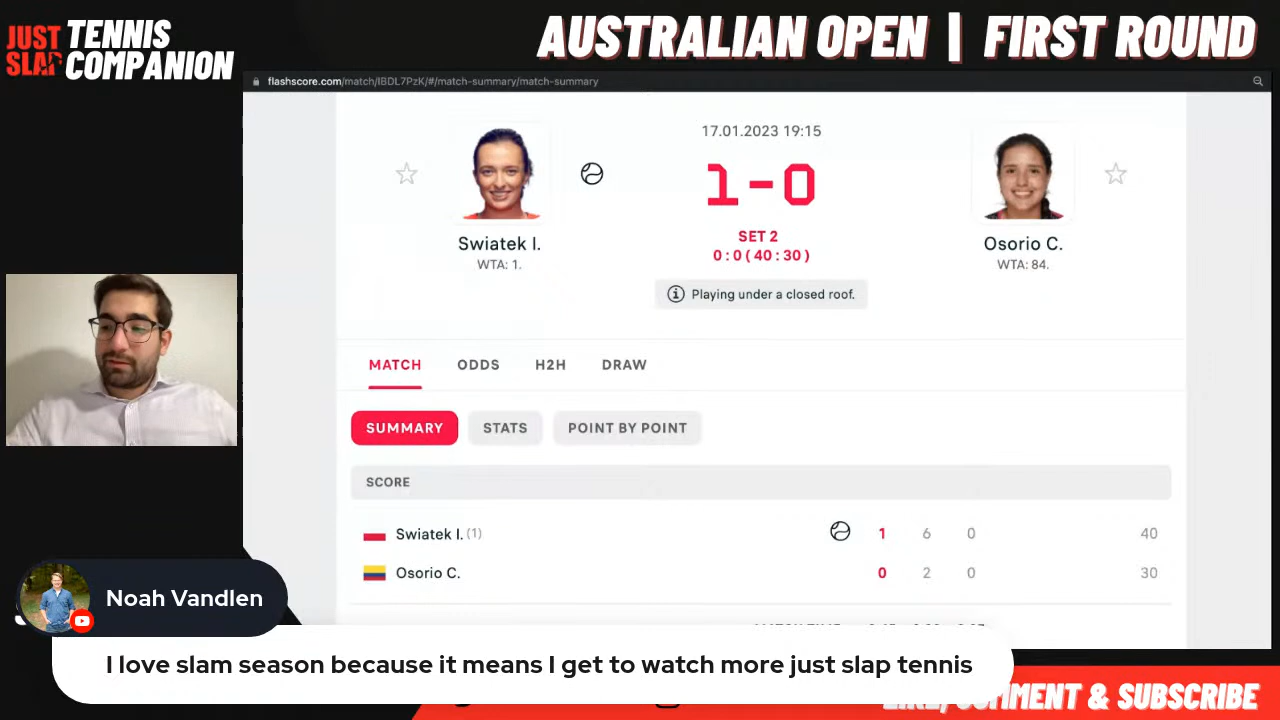 JUST TENNIS
SLAP COMPANION
AUSTRALIAN OPEN | FIRST ROUND
flashscore.com/match/IBDL7PzK/#/match-summary/match-summary
17.01.2023 19:15
1-0
Swiatek I.
WTA: 1.
SET 2
0 : 0 ( 40 : 30 )
Osorio C.
WTA: 84.
Playing under a closed roof.
MATCH ODDS H2H DRAW
SUMMARY STATS POINT BY POINT
SCORE
Swiatek I. (1) 1 6 0 40
Osorio C. 0 2 0 30
Noah Vandlen
I love slam season because it means I get to watch more just slap tennis
LIKE, COMMENT & SUBSCRIBE